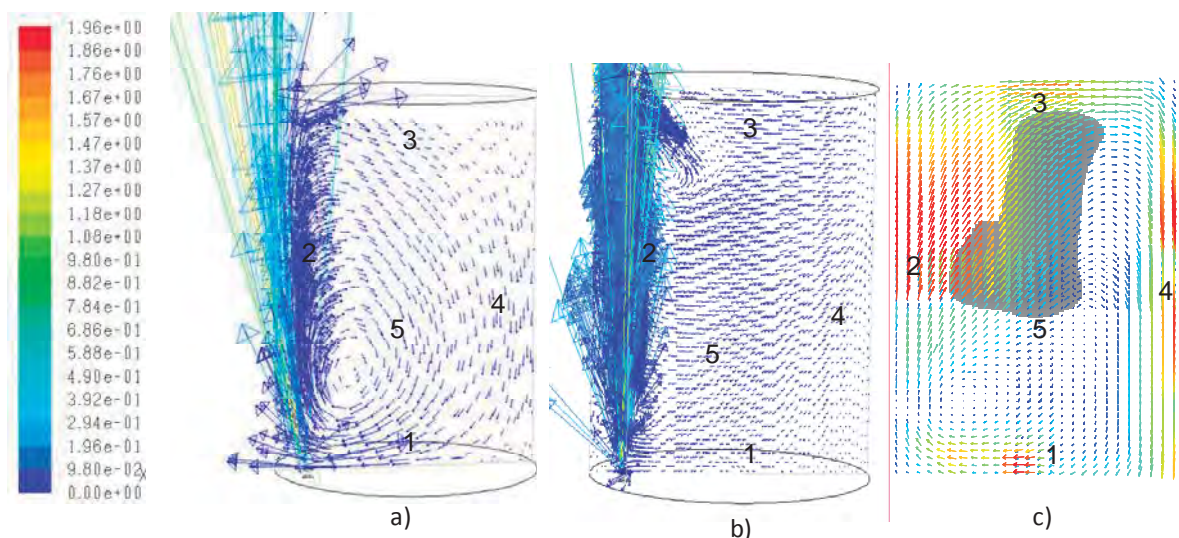 1.96e+00
1.86e+00
1.76e+00
1.67e+00
1.57e+00
1.47e+00
1.37e+00
1.27e+00
1.18e+00
1.08e+00
9.80e-01
8.82e-01
7.84e-01
6.86e-01
5.88e-01
4.90e-01
3.92e-01
2.94e-01
1.96e-01
9.80e-02
0.00e+00
3
2
4
5
1
a)
3
2
4
5
1
b)
3
2
4
5
1
c)